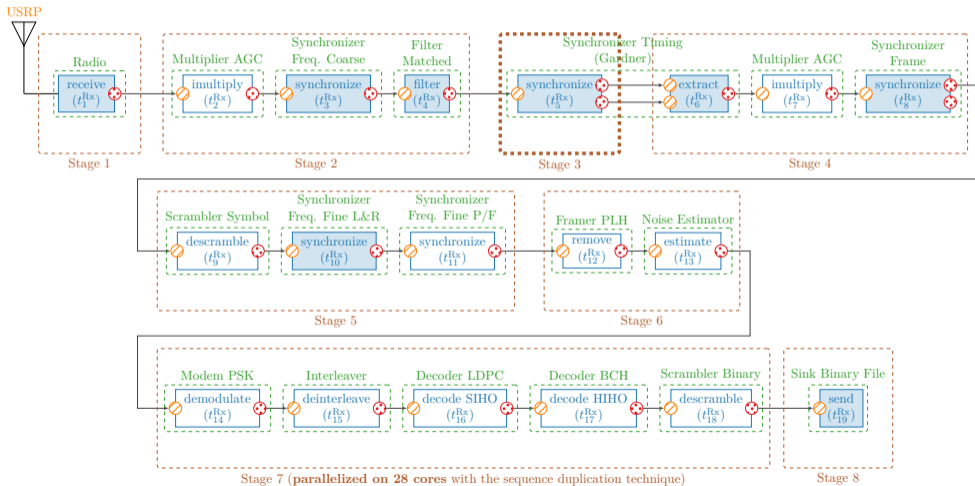 USRP
Radio
receive
(t₁ᴿˣ)
Stage 1
Multiplier AGC
imultiply
(t₂ᴿˣ)
Synchronizer
Freq. Coarse
synchronize
(t₃ᴿˣ)
Filter
Matched
filter
(t₄ᴿˣ)
Stage 2
Synchronizer Timing
(Gardner)
synchronize
(t₅ᴿˣ)
Stage 3
extract
(t₆ᴿˣ)
Multiplier AGC
imultiply
(t₇ᴿˣ)
Synchronizer
Frame
synchronize
(t₈ᴿˣ)
Stage 4
Scrambler Symbol
descramble
(t₉ᴿˣ)
Synchronizer
Freq. Fine L&R
synchronize
(t₁₀ᴿˣ)
Synchronizer
Freq. Fine P/F
synchronize
(t₁₁ᴿˣ)
Stage 5
Framer PLH
remove
(t₁₂ᴿˣ)
Noise Estimator
estimate
(t₁₃ᴿˣ)
Stage 6
Modem PSK
demodulate
(t₁₄ᴿˣ)
Interleaver
deinterleave
(t₁₅ᴿˣ)
Decoder LDPC
decode SIHO
(t₁₆ᴿˣ)
Decoder BCH
decode HIHO
(t₁₇ᴿˣ)
Scrambler Binary
descramble
(t₁₈ᴿˣ)
Stage 7 (parallelized on 28 cores with the sequence duplication technique)
Sink Binary File
send
(t₁₉ᴿˣ)
Stage 8